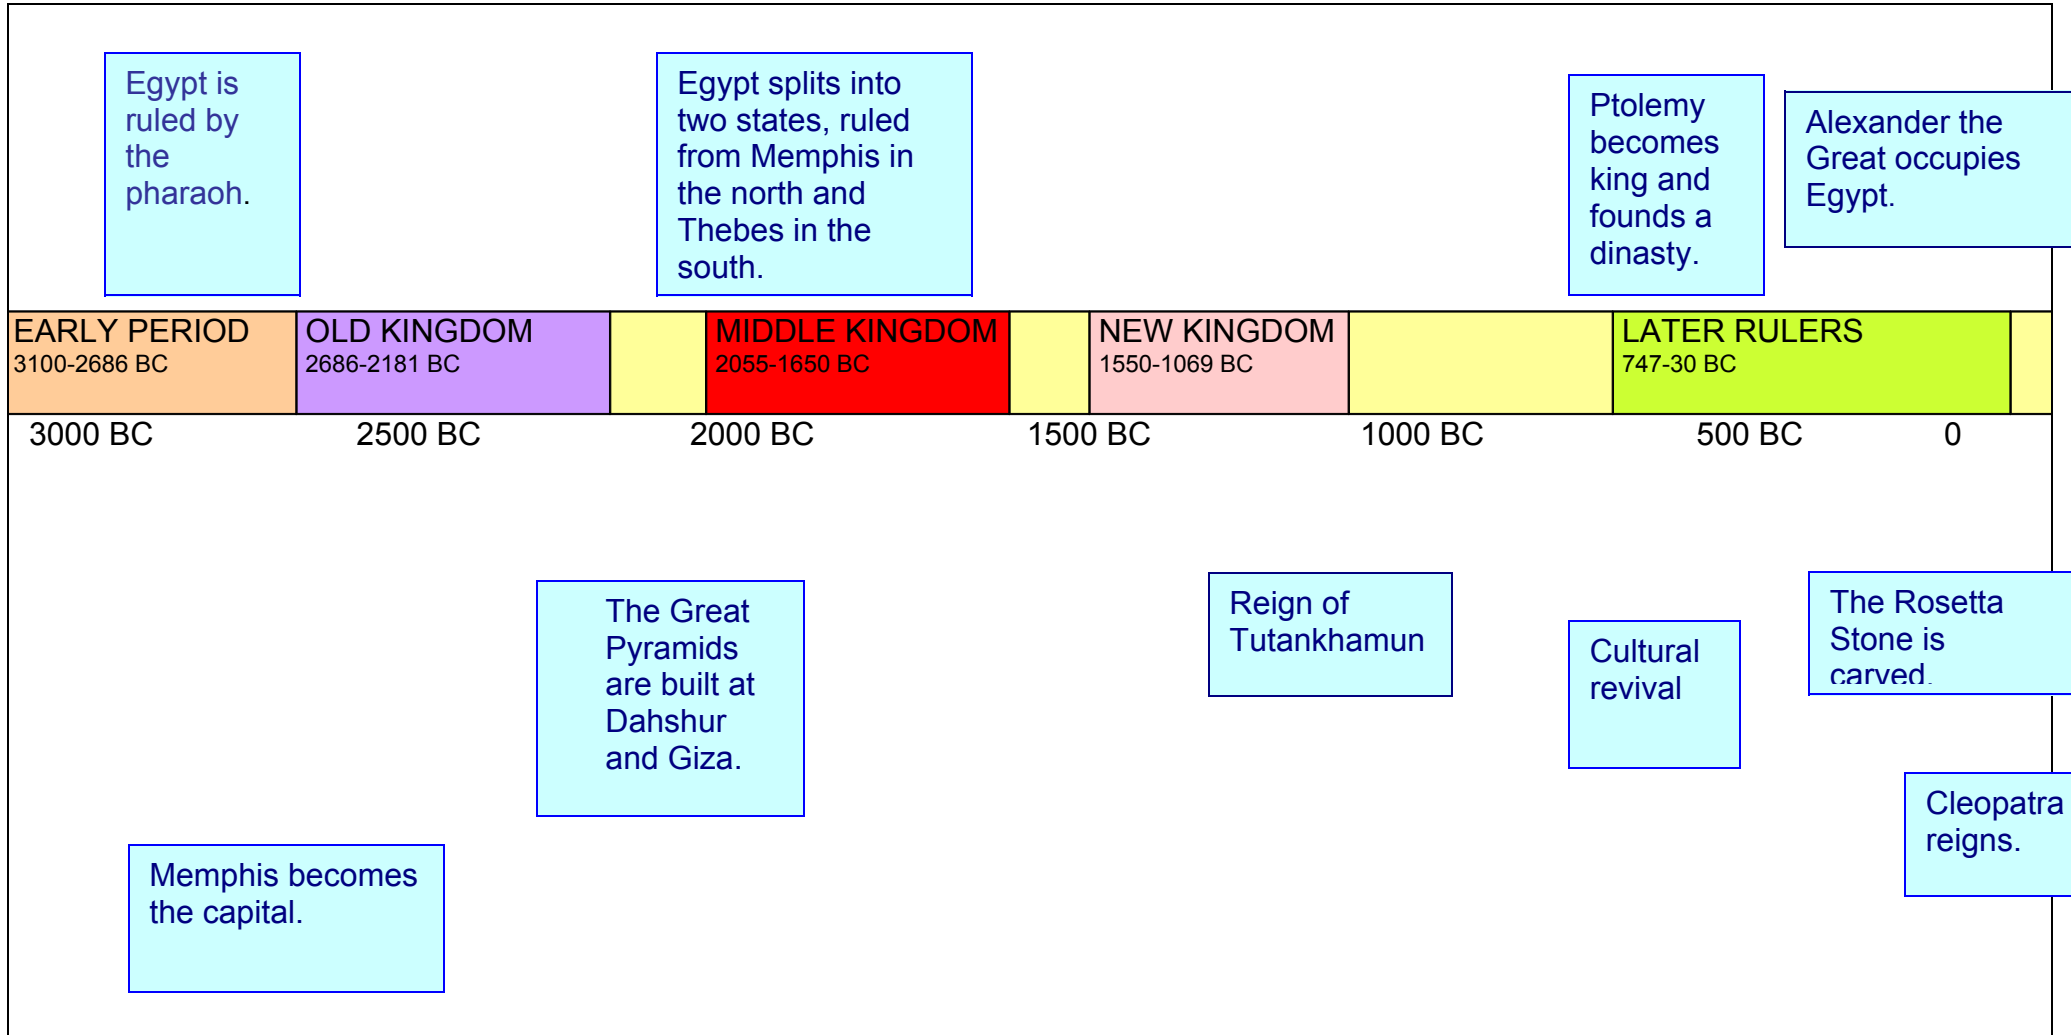 Egypt is
ruled by
the
pharaoh.
Egypt splits into
two states, ruled
from Memphis in
the north and
Thebes in the
south.
Ptolemy
becomes
king and
founds a
dinasty.
Alexander the
Great occupies
Egypt.
EARLY PERIOD
3100-2686 BC
OLD KINGDOM
2686-2181 BC
MIDDLE KINGDOM
2055-1650 BC
NEW KINGDOM
1550-1069 BC
LATER RULERS
747-30 BC
3000 BC
2500 BC
2000 BC
1500 BC
1000 BC
500 BC
0
The Great
Pyramids
are built at
Dahshur
and Giza.
Reign of
Tutankhamun
Cultural
revival
The Rosetta
Stone is
carved.
Cleopatra
reigns.
Memphis becomes
the capital.